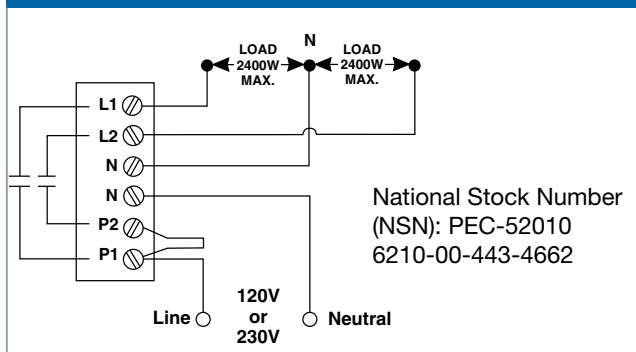 N
LOAD
2400W
MAX.
LOAD
2400W
MAX.
L1
L2
N
N
P2
P1
National Stock Number
(NSN): PEC-52010
6210-00-443-4662
Line
120V
or
230V
Neutral